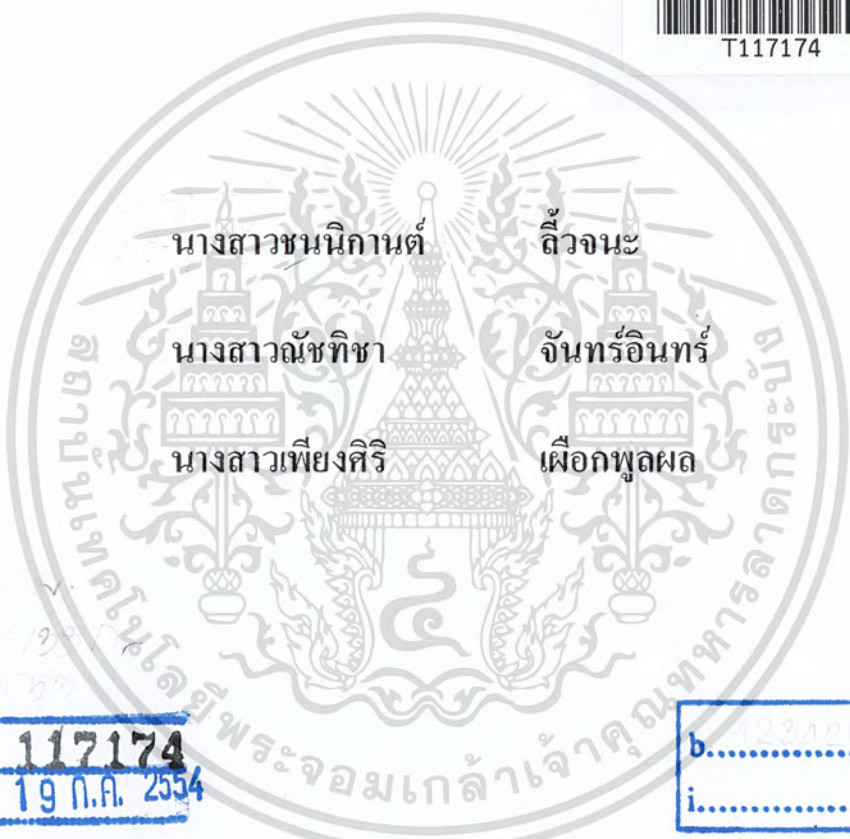 T117174
นางสาวชนนิกานต์ ลิ้วจนะ
นางสาวณัชทิชา จันทร์อินทร์
นางสาวเพียงศิริ เผือกพูลผล
สถาบันเทคโนโลยีพระจอมเกล้าเจ้าคุณทหารลาดกระบัง
117174
19 ก.ค. 2554
b.............
i.............